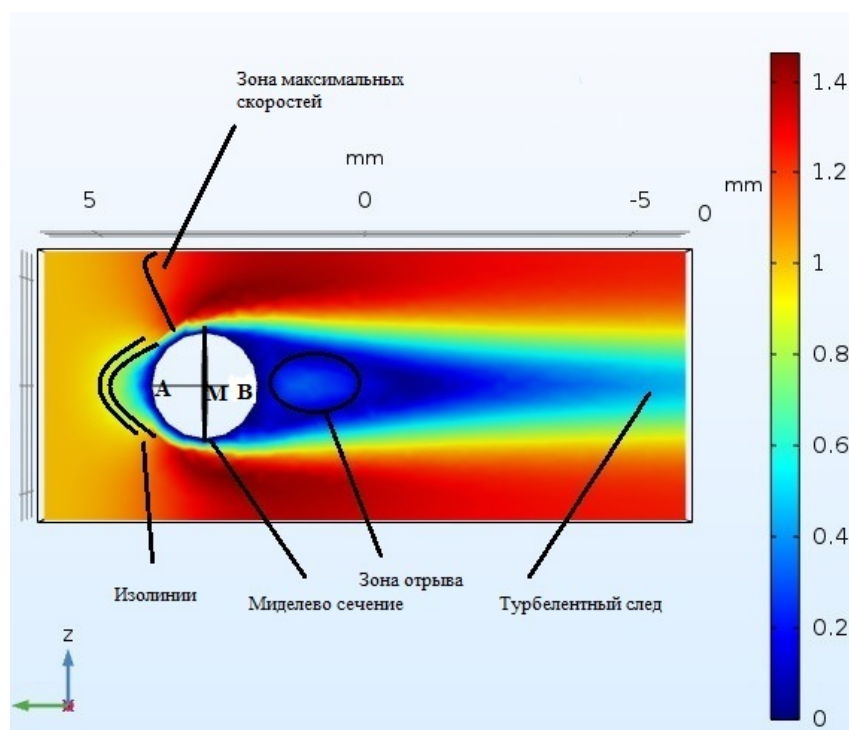 Зона максимальных
скоростей
mm
5
0
-5
mm
0
1.4
1.2
1
0.8
0.6
0.4
0.2
0
А
М
В
Изолинии
Миделево сечение
Зона отрыва
Турбелентный след
z